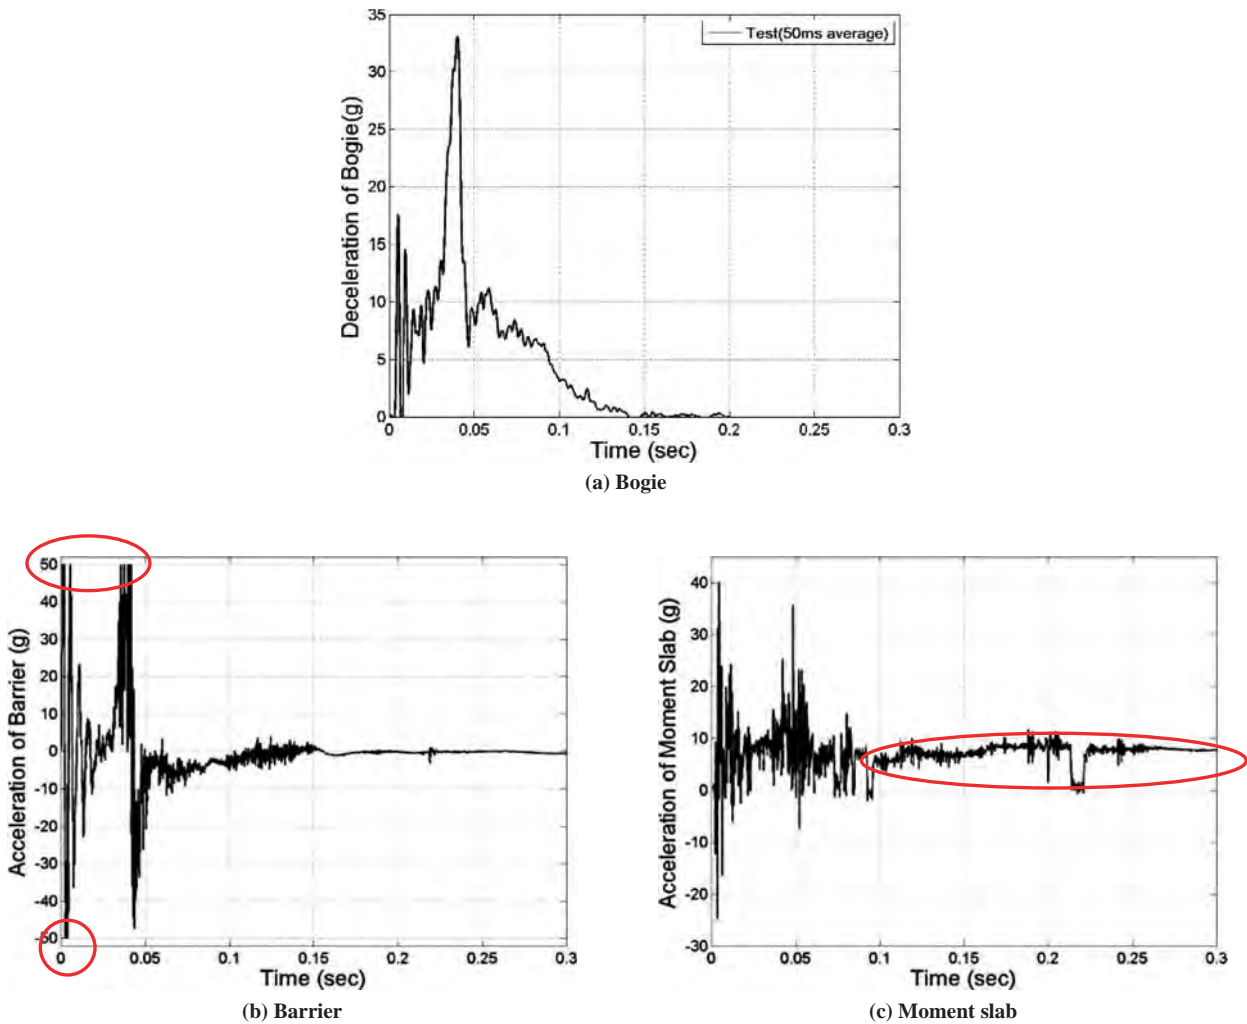 35
30
25
20
15
10
5
0
Deceleration of Bogie(g)
Test(50ms average)
0 0.05 0.1 0.15 0.2 0.25 0.3
Time (sec)
(a) Bogie
50
40
30
20
10
0
-10
-20
-30
-40
-50
Acceleration of Barrier (g)
0 0.05 0.1 0.15 0.2 0.25 0.3
Time (sec)
(b) Barrier
40
30
20
10
0
-10
-20
-30
Acceleration of Moment Slab (g)
0 0.05 0.1 0.15 0.2 0.25 0.3
Time (sec)
(c) Moment slab